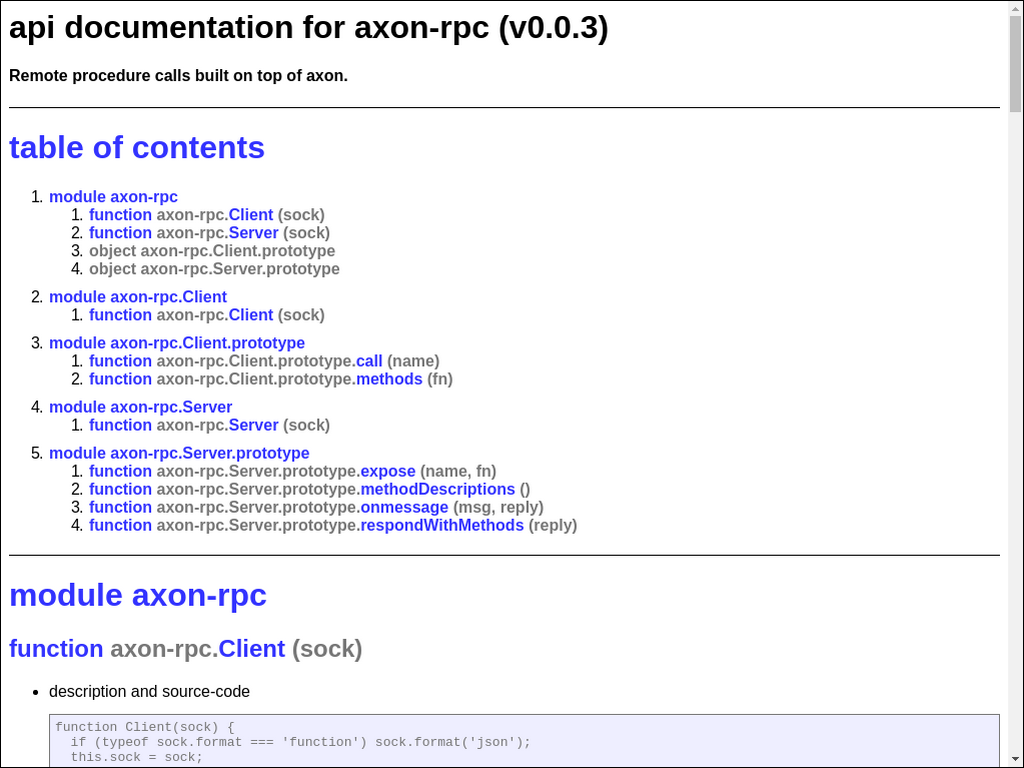 api documentation for axon-rpc (v0.0.3)
Remote procedure calls built on top of axon.
table of contents
1. module axon-rpc
1. function axon-rpc.Client (sock)
2. function axon-rpc.Server (sock)
3. object axon-rpc.Client.prototype
4. object axon-rpc.Server.prototype
2. module axon-rpc.Client
1. function axon-rpc.Client (sock)
3. module axon-rpc.Client.prototype
1. function axon-rpc.Client.prototype.call (name)
2. function axon-rpc.Client.prototype.methods (fn)
4. module axon-rpc.Server
1. function axon-rpc.Server (sock)
5. module axon-rpc.Server.prototype
1. function axon-rpc.Server.prototype.expose (name, fn)
2. function axon-rpc.Server.prototype.methodDescriptions ()
3. function axon-rpc.Server.prototype.onmessage (msg, reply)
4. function axon-rpc.Server.prototype.respondWithMethods (reply)
module axon-rpc
function axon-rpc.Client (sock)
• description and source-code
function Client(sock) {
  if (typeof sock.format === 'function') sock.format('json');
  this.sock = sock;